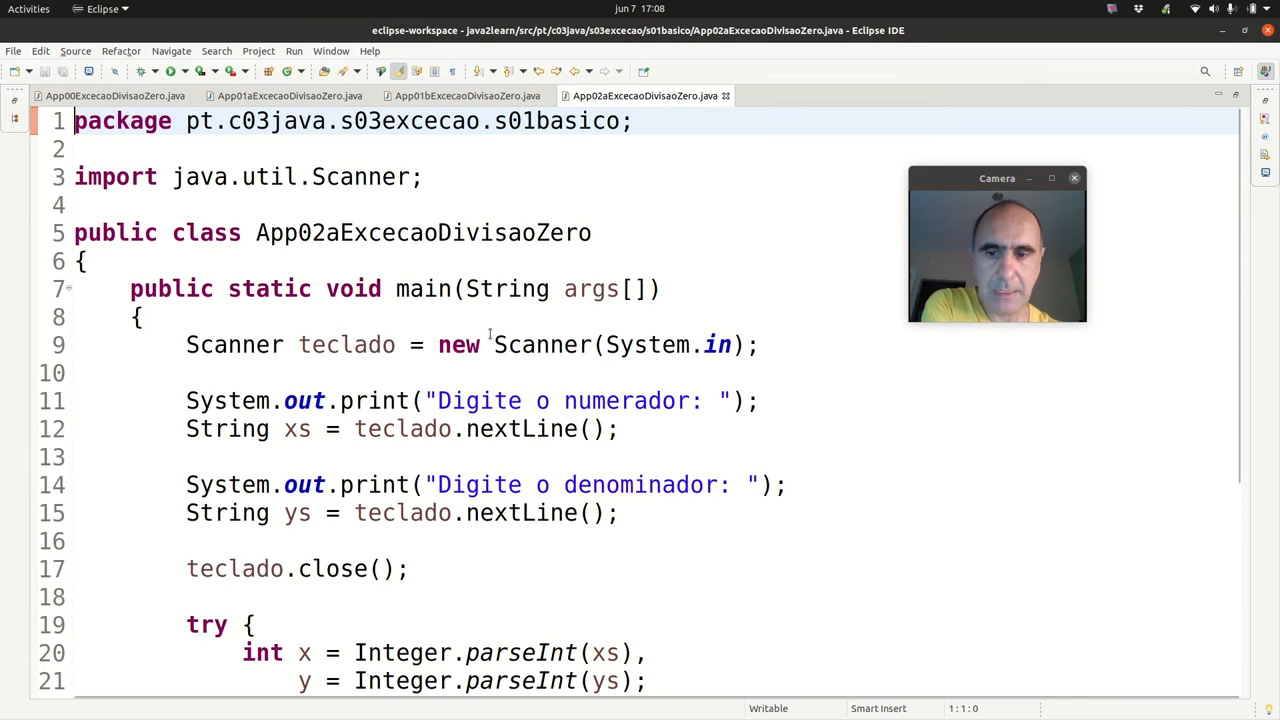 Activities
Eclipse
jun 7 17:08
eclipse-workspace - java2learn/src/pt/c03java/s03excecao/s01basico/App02aExcecaoDivisaoZero.java - Eclipse IDE
File Edit Source Refactor Navigate Search Project Run Window Help
App00ExcecaoDivisaoZero.java App01aExcecaoDivisaoZero.java App01bExcecaoDivisaoZero.java App02aExcecaoDivisaoZero.java
1 package pt.c03java.s03excecao.s01basico;
2
3 import java.util.Scanner;
4
5 public class App02aExcecaoDivisaoZero
6 {
7 public static void main(String args[])
8 {
9 Scanner teclado = new Scanner(System.in);
10
11 System.out.print("Digite o numerador: ");
12 String xs = teclado.nextLine();
13
14 System.out.print("Digite o denominador: ");
15 String ys = teclado.nextLine();
16
17 teclado.close();
18
19 try {
20 int x = Integer.parseInt(xs),
21 y = Integer.parseInt(ys);
Camera
Writable
Smart Insert
1:1:0